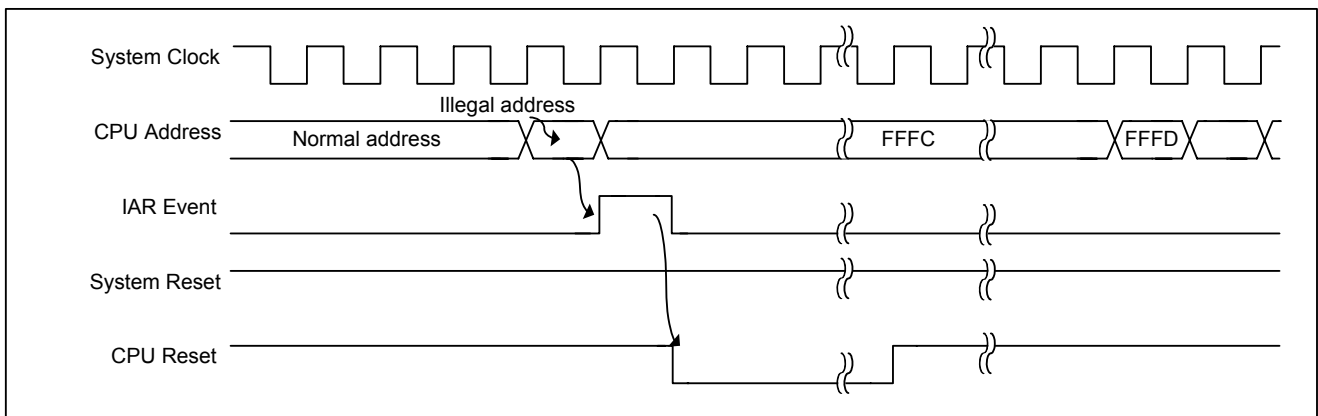 System Clock
Illegal address
CPU Address
Normal address
FFFC
FFFD
IAR Event
System Reset
CPU Reset